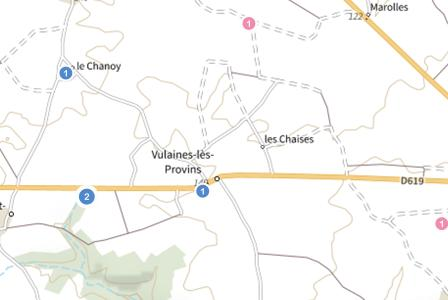 Marolles
122
1
1
le Chanoy
les Chaises
Vulaines-lès-
Provins
D619
1
2
1